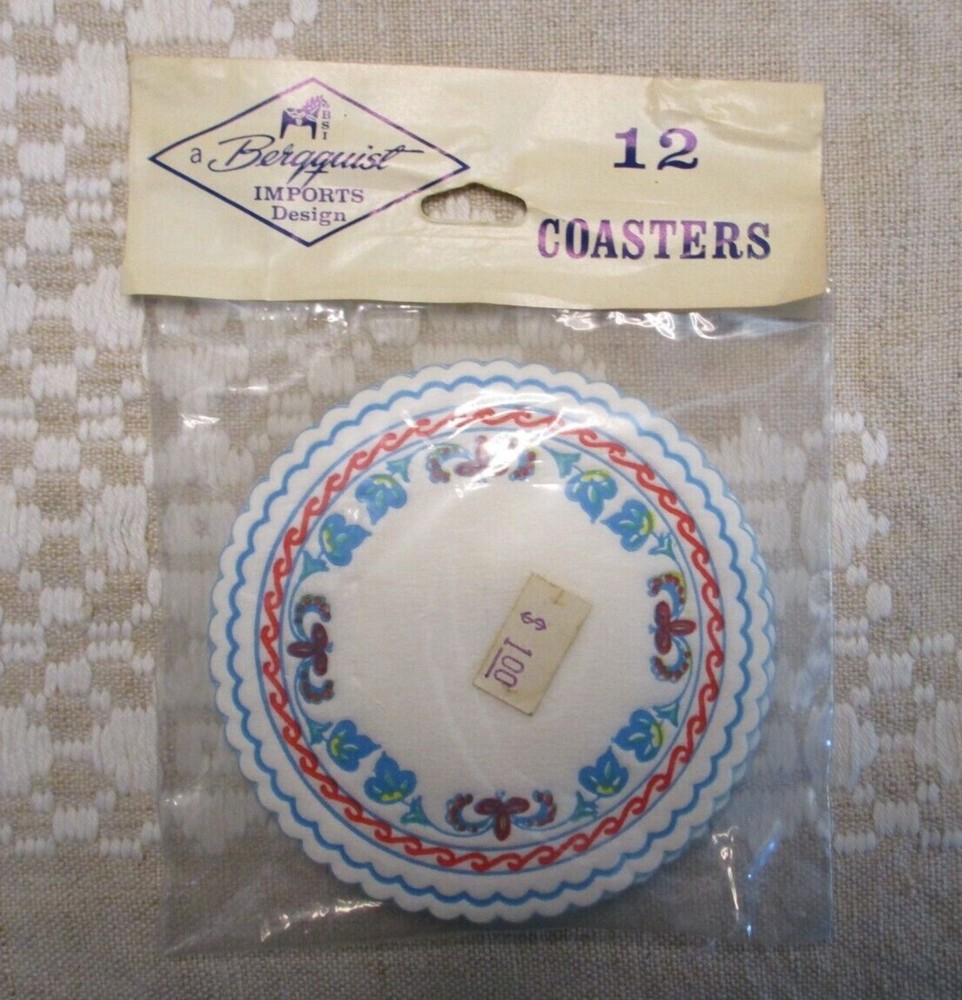 BSI
a Bergquist
IMPORTS
Design
12
COASTERS
$ 1.00